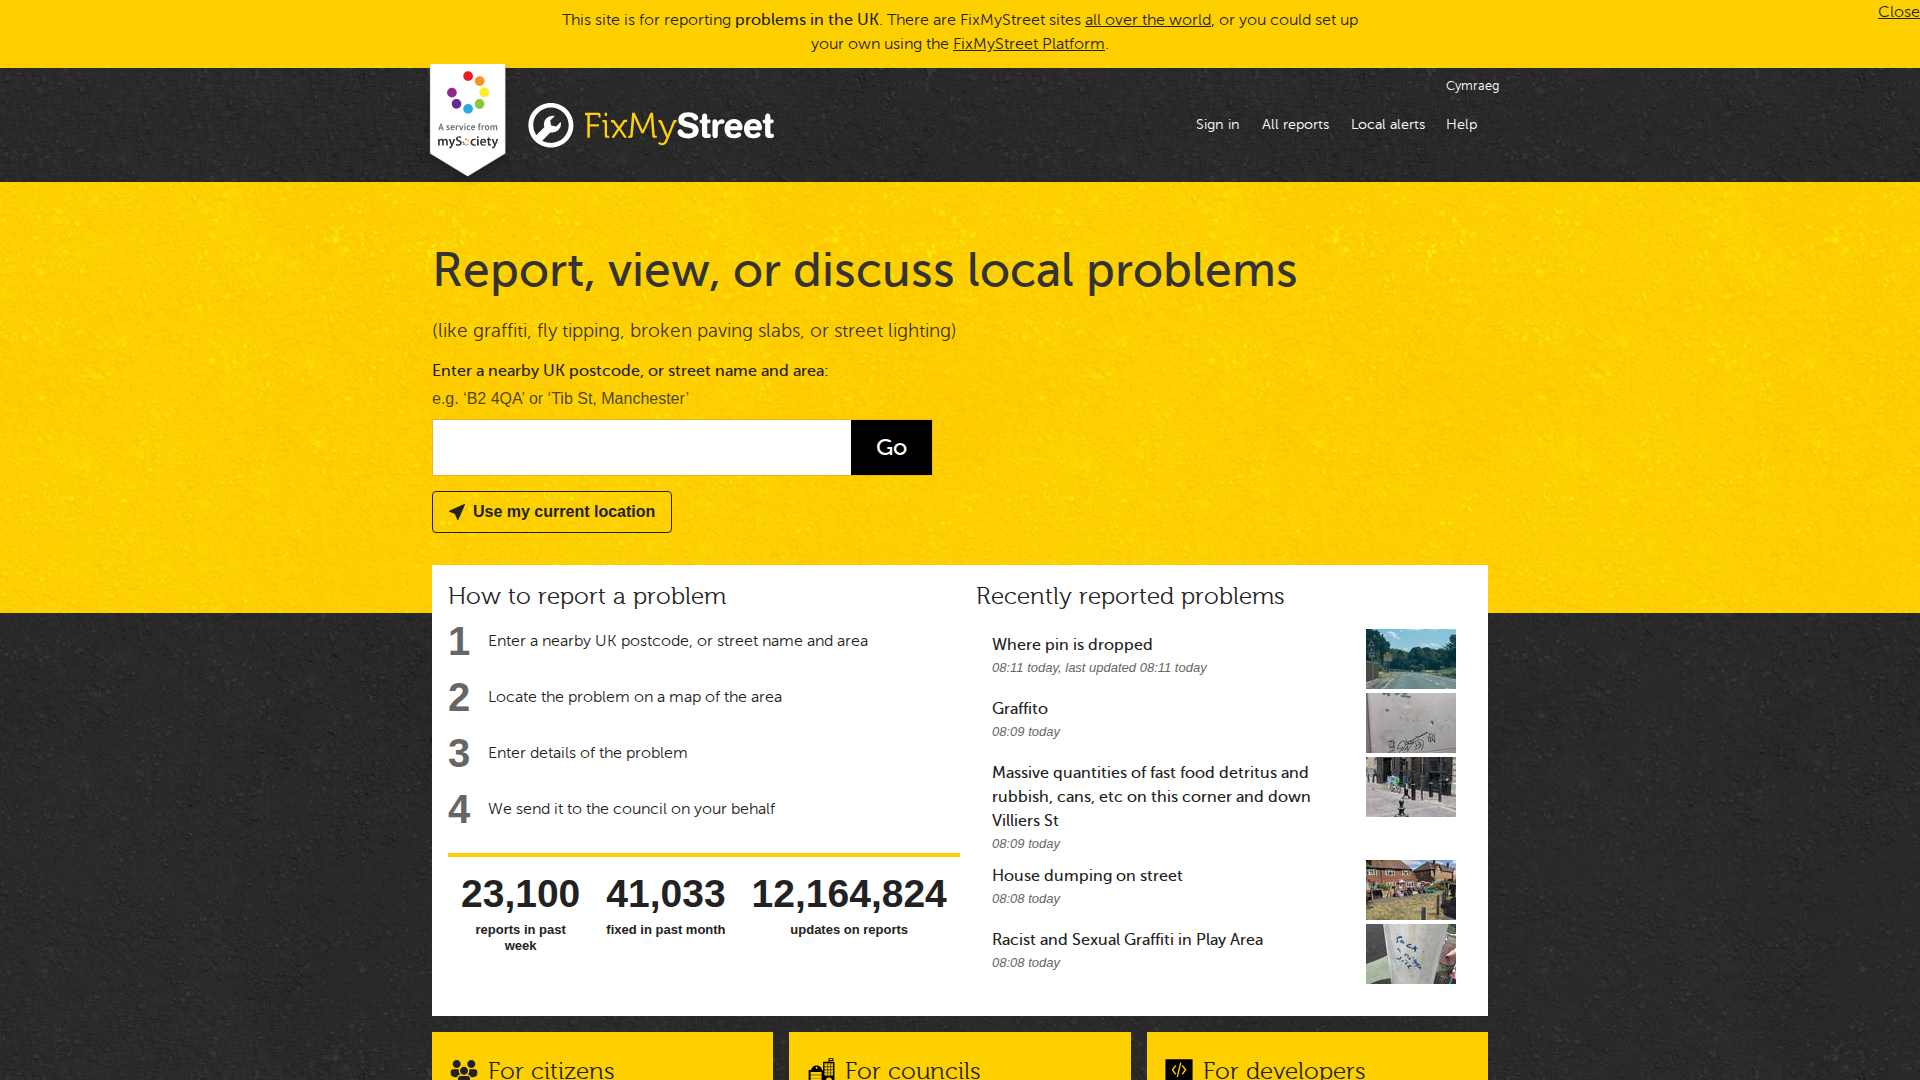 This site is for reporting problems in the UK. There are FixMyStreet sites all over the world, or you could set up
your own using the FixMyStreet Platform.
Close
Cymraeg
A service from
mySociety
FixMyStreet
Sign in
All reports
Local alerts
Help
Report, view, or discuss local problems
(like graffiti, fly tipping, broken paving slabs, or street lighting)
Enter a nearby UK postcode, or street name and area:
e.g. ‘B2 4QA’ or ‘Tib St, Manchester’
Go
Use my current location
How to report a problem
1 Enter a nearby UK postcode, or street name and area
2 Locate the problem on a map of the area
3 Enter details of the problem
4 We send it to the council on your behalf
23,100
reports in past
week
41,033
fixed in past month
12,164,824
updates on reports
Recently reported problems
Where pin is dropped
08:11 today, last updated 08:11 today
Graffito
08:09 today
Massive quantities of fast food detritus and
rubbish, cans, etc on this corner and down
Villiers St
08:09 today
House dumping on street
08:08 today
Racist and Sexual Graffiti in Play Area
08:08 today
For citizens
For councils
For developers